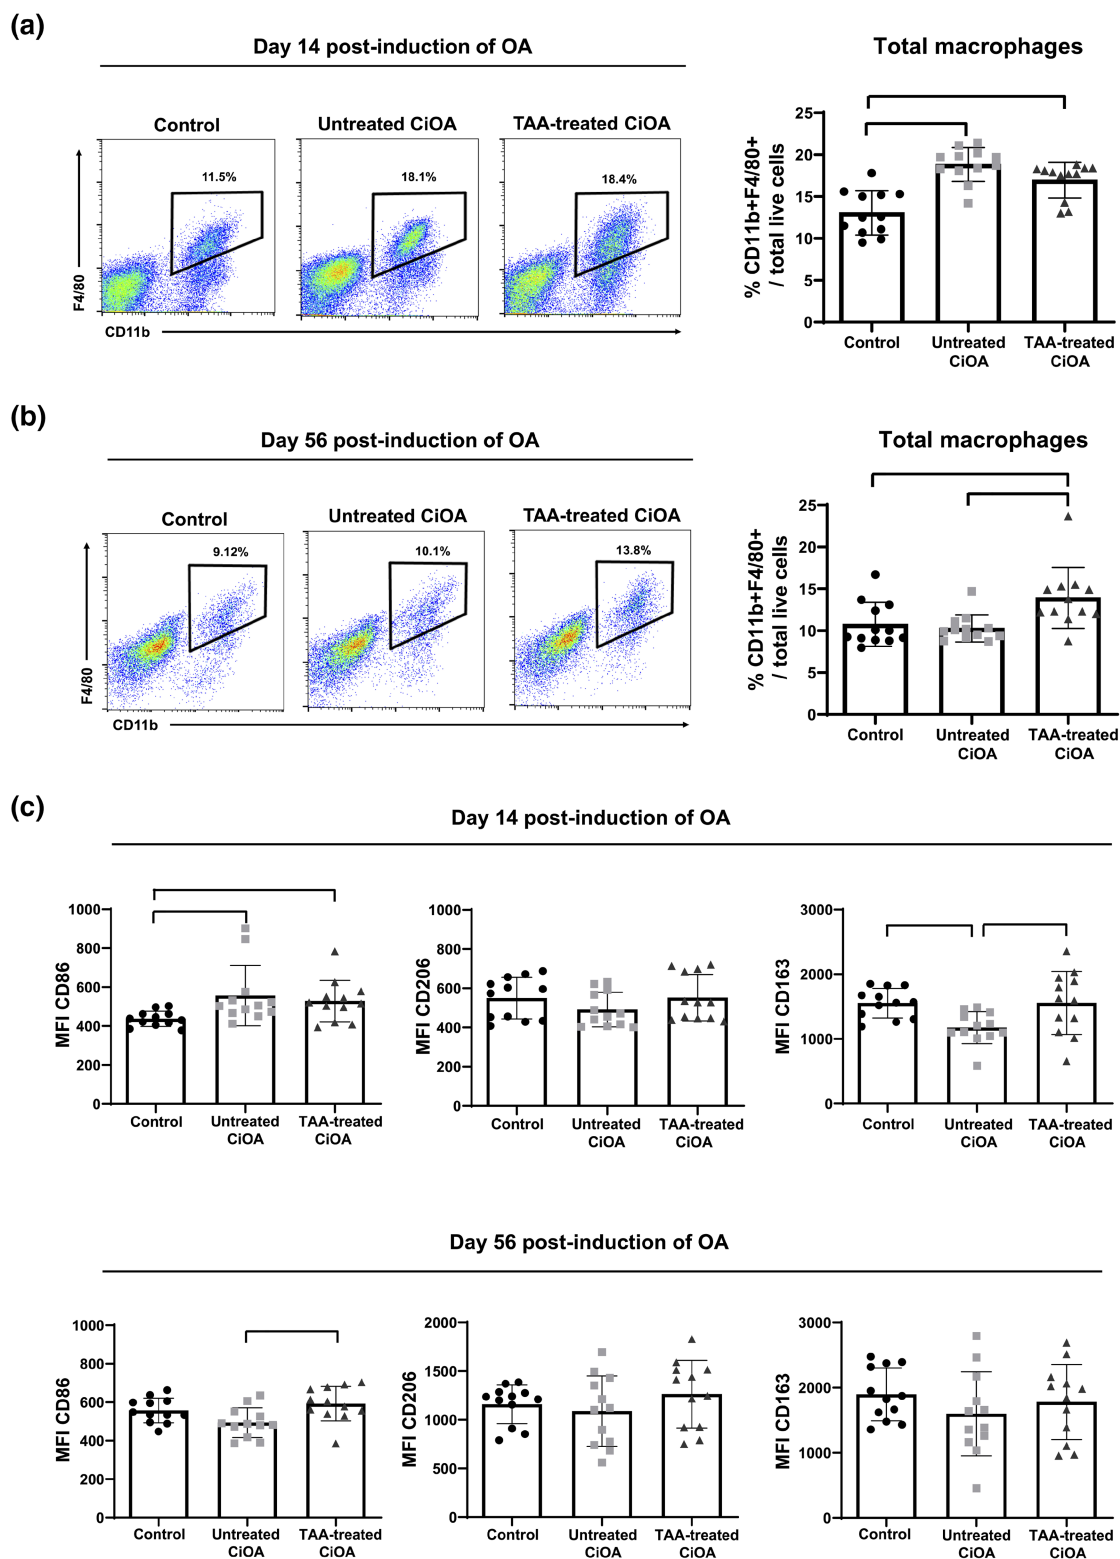 (a)
Day 14 post-induction of OA
Total macrophages
Control
Untreated CiOA
TAA-treated CiOA
11.5%
18.1%
18.4%
F4/80
CD11b
% CD11b+F4/80+
/ total live cells
25
20
15
10
5
0
Control
Untreated
CiOA
TAA-treated
CiOA
(b)
Day 56 post-induction of OA
Total macrophages
Control
Untreated CiOA
TAA-treated CiOA
9.12%
10.1%
13.8%
F4/80
CD11b
% CD11b+F4/80+
/ total live cells
25
20
15
10
5
0
Control
Untreated
CiOA
TAA-treated
CiOA
(c)
Day 14 post-induction of OA
MFI CD86
1000
800
600
400
200
0
Control
Untreated
CiOA
TAA-treated
CiOA
MFI CD206
1000
800
600
400
200
0
Control
Untreated
CiOA
TAA-treated
CiOA
MFI CD163
3000
2000
1000
0
Control
Untreated
CiOA
TAA-treated
CiOA
Day 56 post-induction of OA
MFI CD86
1000
800
600
400
200
0
Control
Untreated
CiOA
TAA-treated
CiOA
MFI CD206
2000
1500
1000
500
0
Control
Untreated
CiOA
TAA-treated
CiOA
MFI CD163
3000
2000
1000
0
Control
Untreated
CiOA
TAA-treated
CiOA